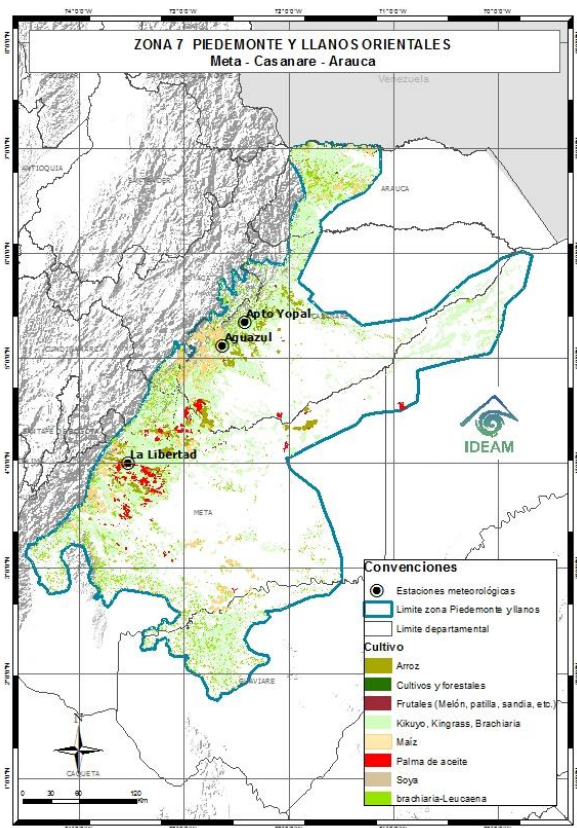 ZONA 7 PIEDEMONTE Y LLANOS ORIENTALES
Meta - Casanare - Arauca
Venezuela
ANTIOQUIA
ARAUCA
Apto Yopal
Aguazul
La Libertad
IDEAM
META
Convenciones
Estaciones meteorológicas
Limite zona Piedemonte y llanos
Limite departamental
Cultivo
Arroz
Cultivos y forestales
Frutales (Melón, patilla, sandia, etc.)
Kikuyo, Kingrass, Brachiaria
Maíz
Palma de aceite
Soya
brachiaria-Leucaena
N
CAQUETA
0 30 60 120
Km